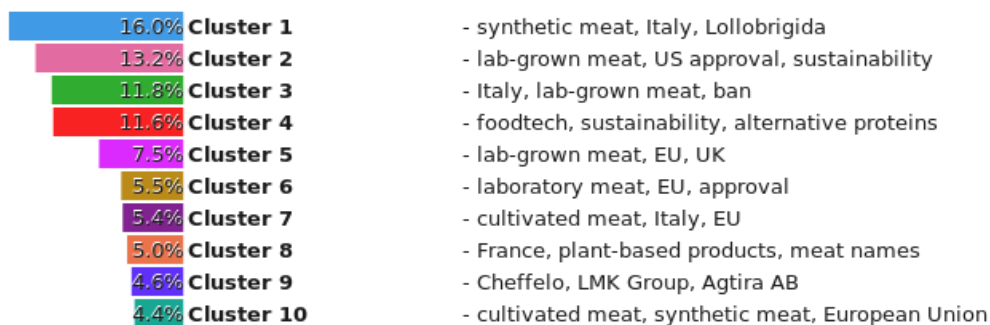 16.0% Cluster 1 - synthetic meat, Italy, Lollobrigida
13.2% Cluster 2 - lab-grown meat, US approval, sustainability
11.8% Cluster 3 - Italy, lab-grown meat, ban
11.6% Cluster 4 - foodtech, sustainability, alternative proteins
7.5% Cluster 5 - lab-grown meat, EU, UK
5.5% Cluster 6 - laboratory meat, EU, approval
5.4% Cluster 7 - cultivated meat, Italy, EU
5.0% Cluster 8 - France, plant-based products, meat names
4.6% Cluster 9 - Cheffelo, LMK Group, Agtira AB
4.4% Cluster 10 - cultivated meat, synthetic meat, European Union